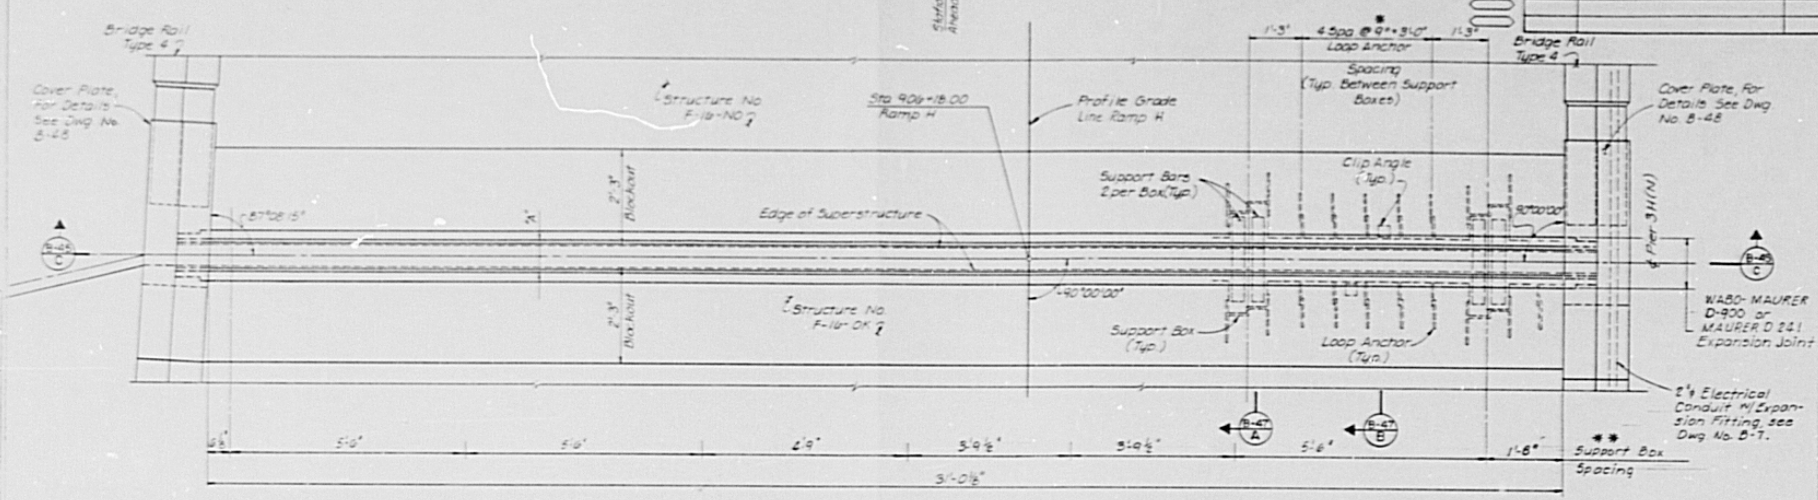 Bridge Rail
Type 4
Cover Plate,
For Details
See Dwg. No.
B-48
Structure No.
F-16-NO
Sta. 906+18.00
Ramp H
Profile Grade
Line Ramp H
*
1'-3" 4 Spa. @ 9"=3'-0" 1'-3"
Loop Anchor
Spacing
(Typ. Between Support
Boxes)
Bridge Rail
Type 4
Cover Plate, For
Details See Dwg.
No. B-48
2'-3"
Blockout
"A"
Edge of Superstructure
Support Bars
2 per Box (Typ.)
Clip Angle
(Typ.)
90°00'00"
℄ Pier 3H(N)
B-45
C
B-45
C
2'-3"
Blockout
Structure No.
F-16-OK
90°00'00"
Support Box
(Typ.)
Loop Anchor
(Typ.)
WABO-MAURER
D-900 or
MAURER D 241
Expansion Joint
2"ϕ Electrical
Conduit W/Expan-
sion Fitting, see
Dwg. No. B-7.
B-47
A
B-47
B
5'-6" 5'-6" 4'-9" 3'-9½" 3'-9½" 5'-6" 1'-8"
**
Support Box
Spacing
31'-0⅛"